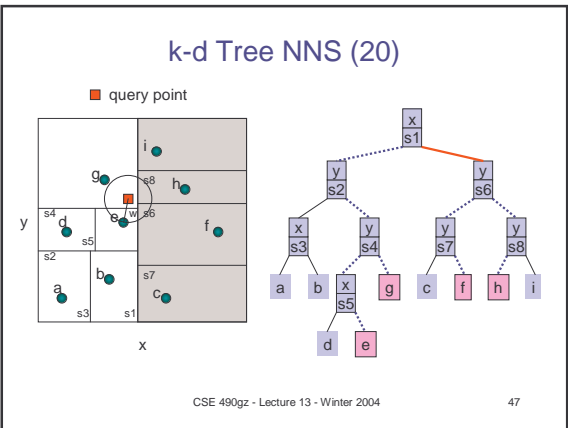 k-d Tree NNS (20)
query point
i
g
s8
h
w
s6
e
f
s4
d
s5
y
s2
b
s7
a
c
s3
s1
x
x
s1
y
s2
y
s6
x
s3
y
s4
y
s7
y
s8
a
b
x
s5
g
c
f
h
i
d
e
CSE 490gz - Lecture 13 - Winter 2004
47